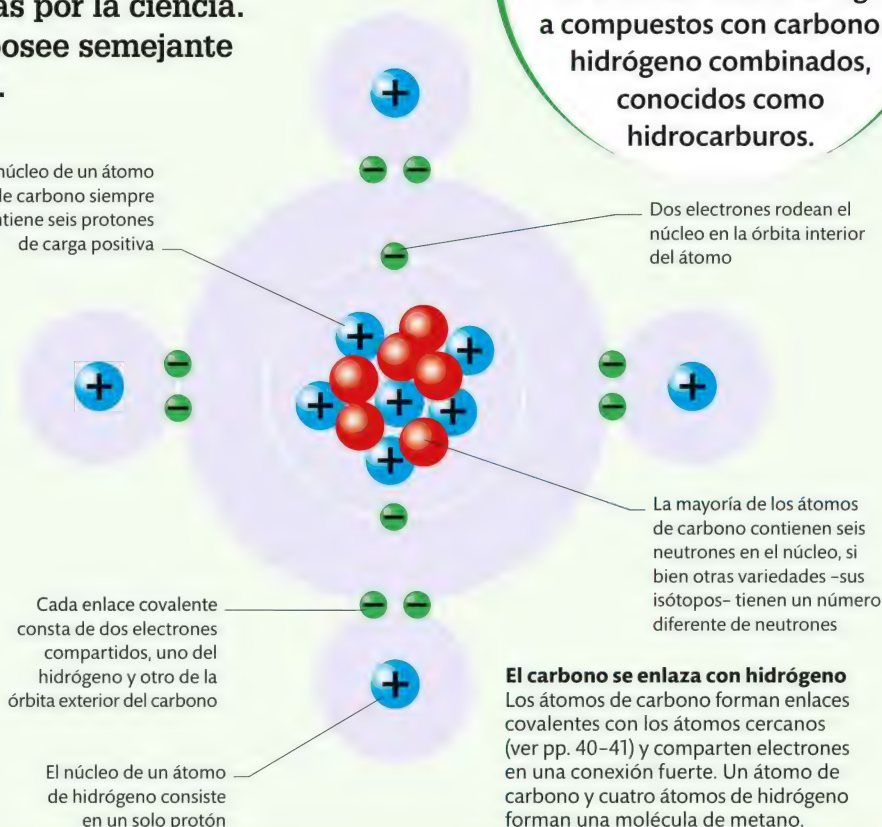 as por la ciencia.
osee semejante
a compuestos con carbono
hidrógeno combinados,
conocidos como
hidrocarburos.
núcleo de un átomo
de carbono siempre
tiene seis protones
de carga positiva
Dos electrones rodean el
núcleo en la órbita interior
del átomo
La mayoría de los átomos
de carbono contienen seis
neutrones en el núcleo, si
bien otras variedades –sus
isótopos– tienen un número
diferente de neutrones
Cada enlace covalente
consta de dos electrones
compartidos, uno del
hidrógeno y otro de la
órbita exterior del carbono
El núcleo de un átomo
de hidrógeno consiste
en un solo protón
El carbono se enlaza con hidrógeno
Los átomos de carbono forman enlaces
covalentes con los átomos cercanos
(ver pp. 40–41) y comparten electrones
en una conexión fuerte. Un átomo de
carbono y cuatro átomos de hidrógeno
forman una molécula de metano.